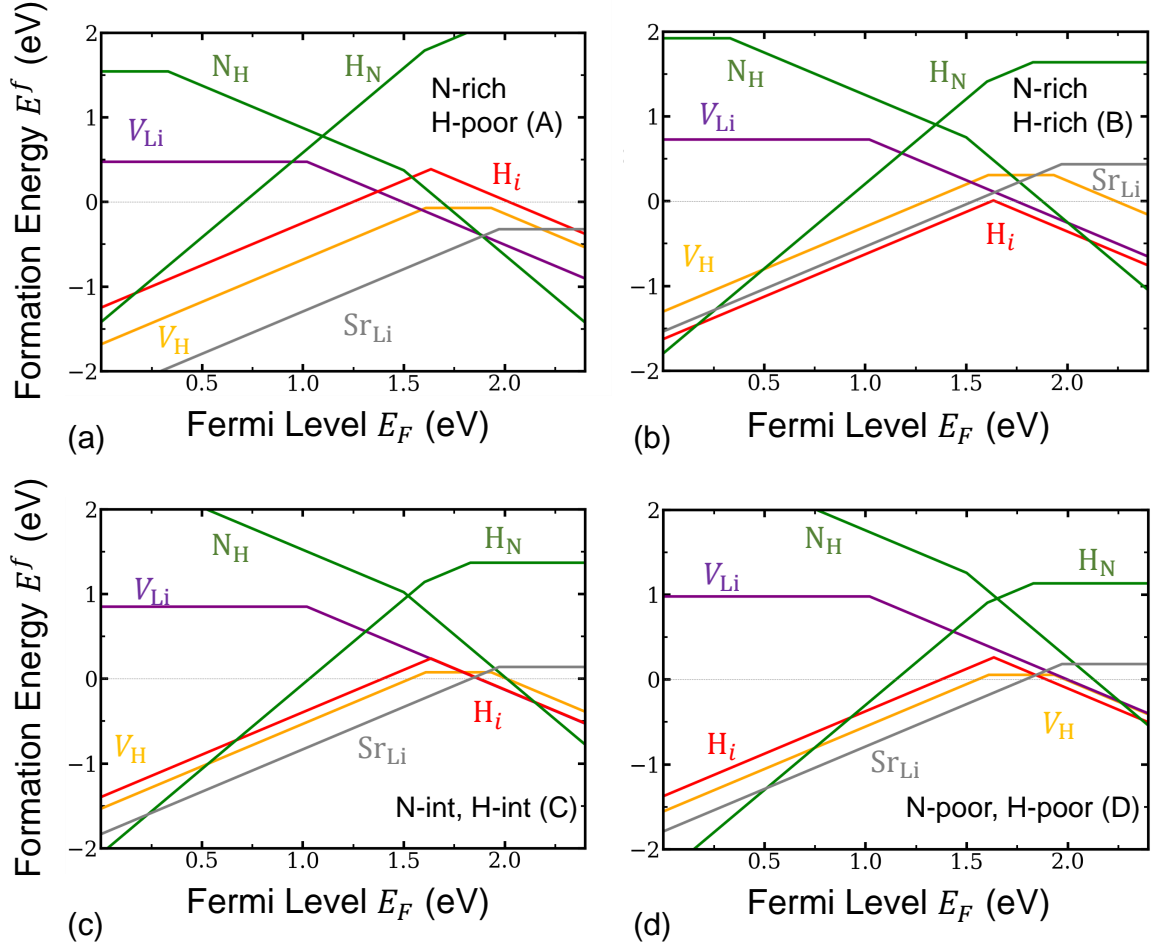 Formation Energy E^f (eV)
2
1
0
−1
−2
N_H
H_N
N-rich
H-poor (A)
V_Li
H_i
V_H
Sr_Li
0.5
1.0
1.5
2.0
(a)
Fermi Level E_F (eV)
2
1
0
−1
−2
N_H
H_N
N-rich
H-rich (B)
V_Li
Sr_Li
V_H
H_i
0.5
1.0
1.5
2.0
(b)
Fermi Level E_F (eV)
Formation Energy E^f (eV)
2
1
0
−1
−2
N_H
H_N
V_Li
H_i
V_H
Sr_Li
N-int, H-int (C)
0.5
1.0
1.5
2.0
(c)
Fermi Level E_F (eV)
2
1
0
−1
−2
N_H
H_N
V_Li
H_i
V_H
Sr_Li
N-poor, H-poor (D)
0.5
1.0
1.5
2.0
(d)
Fermi Level E_F (eV)